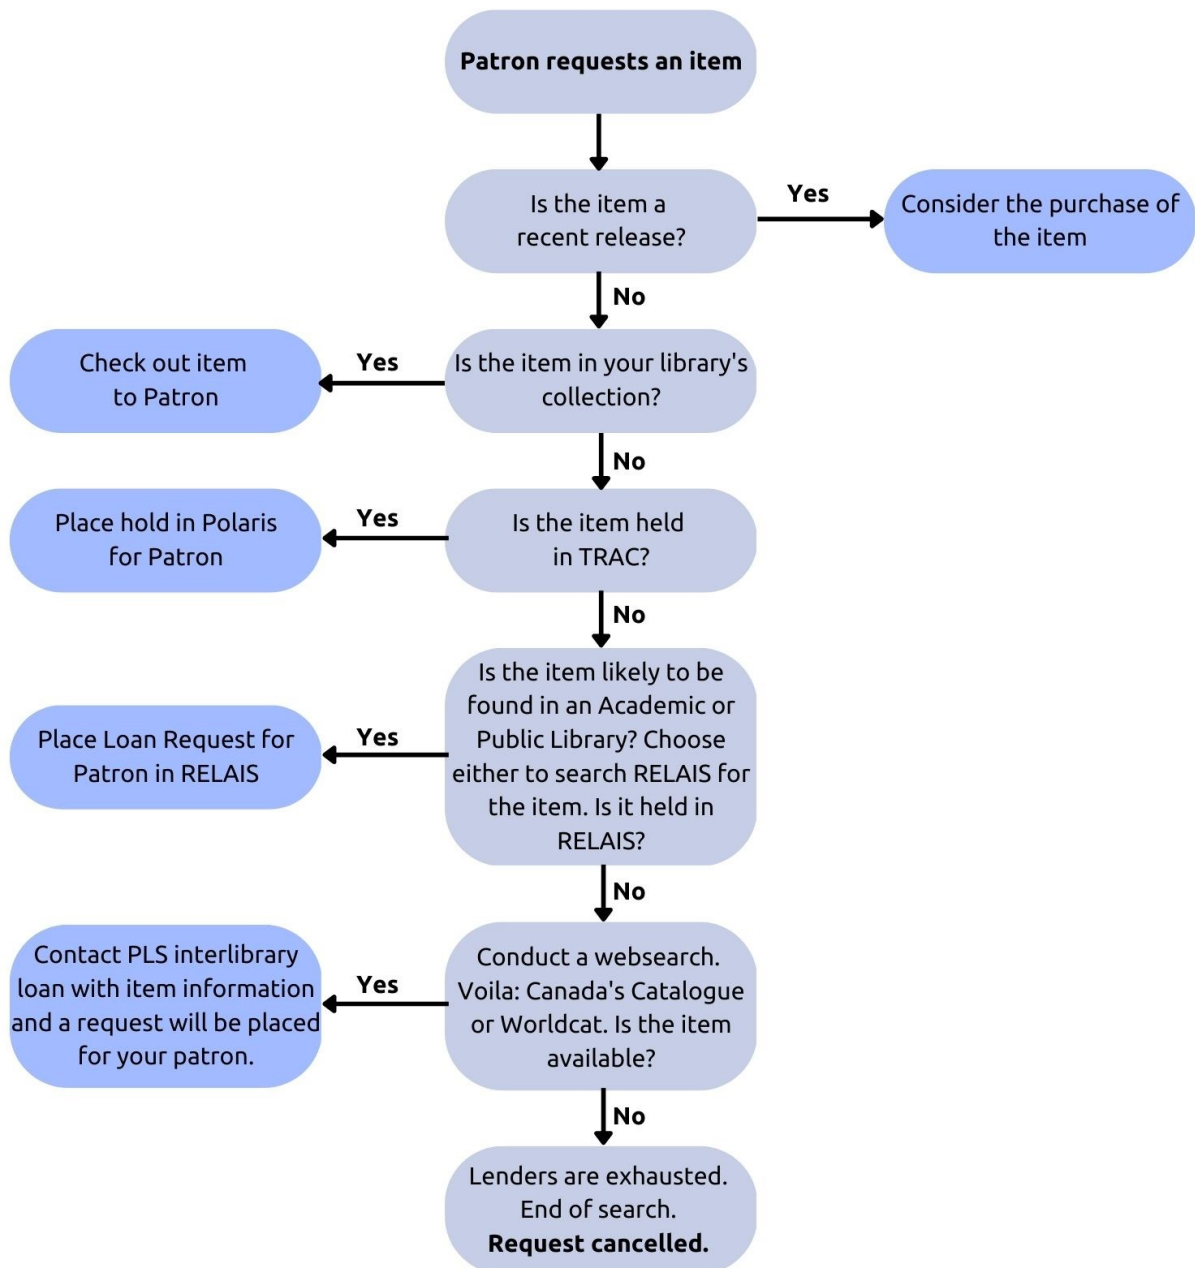 Patron requests an item
Is the item a
recent release?
Yes
Consider the purchase of
the item
No
Is the item in your library's
collection?
Yes
Check out item
to Patron
No
Is the item held
in TRAC?
Yes
Place hold in Polaris
for Patron
No
Is the item likely to be
found in an Academic or
Public Library? Choose
either to search RELAIS for
the item. Is it held in
RELAIS?
Yes
Place Loan Request for
Patron in RELAIS
No
Conduct a websearch.
Voila: Canada's Catalogue
or Worldcat. Is the item
available?
Yes
Contact PLS interlibrary
loan with item information
and a request will be placed
for your patron.
No
Lenders are exhausted.
End of search.
Request cancelled.